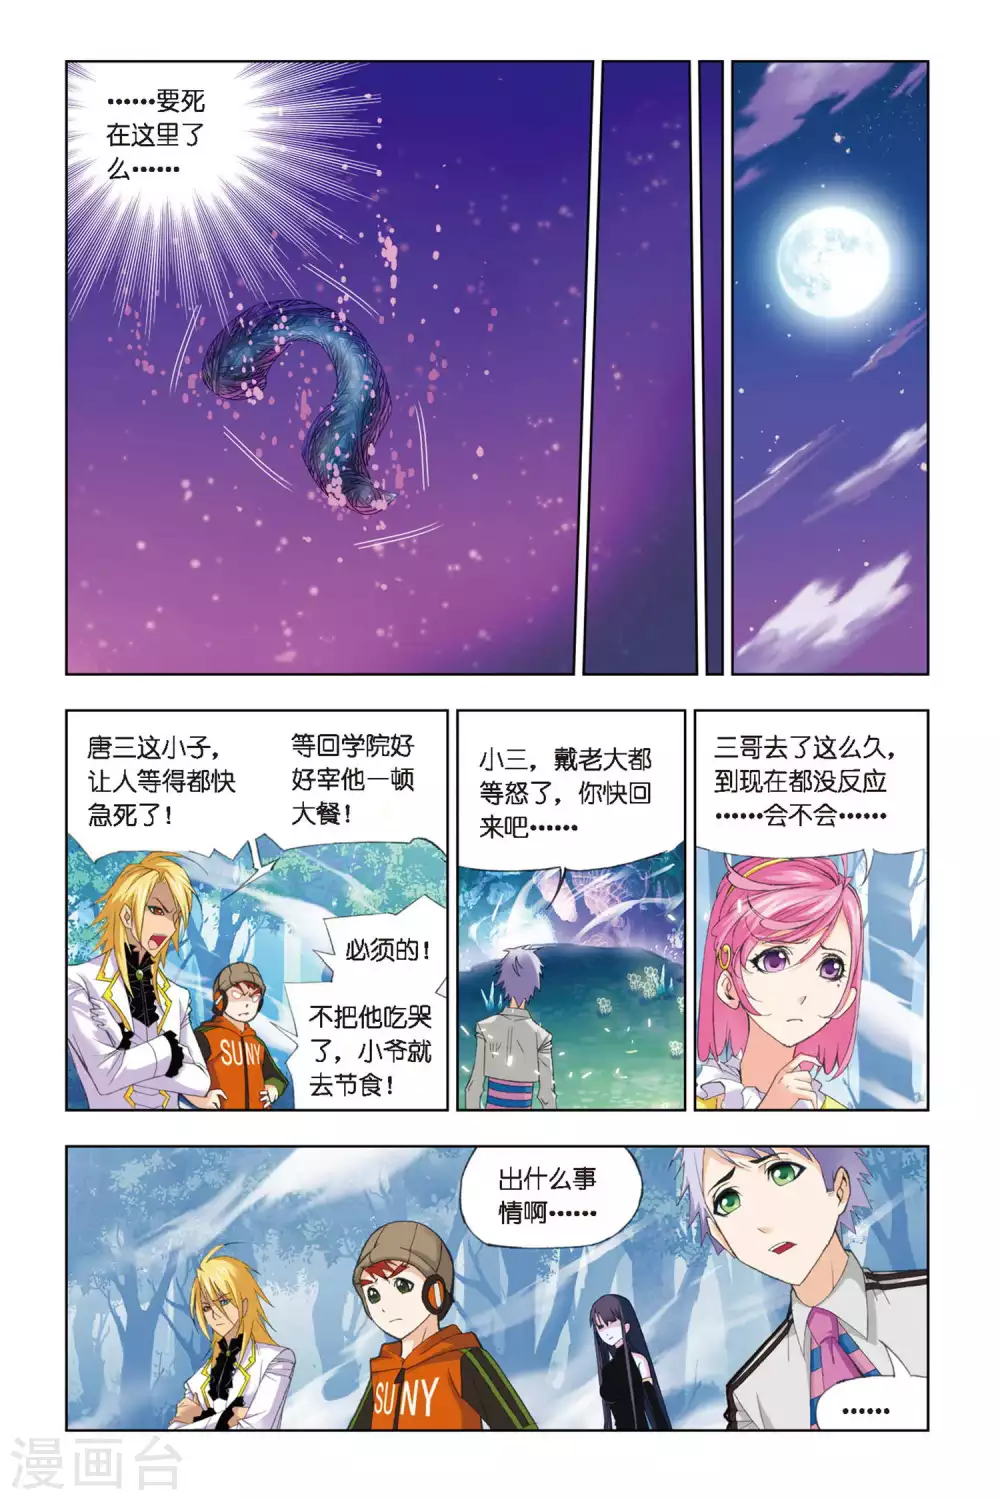 ……要死
在这里了
么……
唐三这小子，
让人等得都快
急死了！
等回学院好
好宰他一顿
大餐！
必须的！
不把他吃哭
了，小爷就
去节食！
SUNY
小三，戴老大都
等怒了，你快回
来吧……
三哥去了这么久，
到现在都没反应
……会不会……
出什么事
情啊……
SUNY
……
漫画台